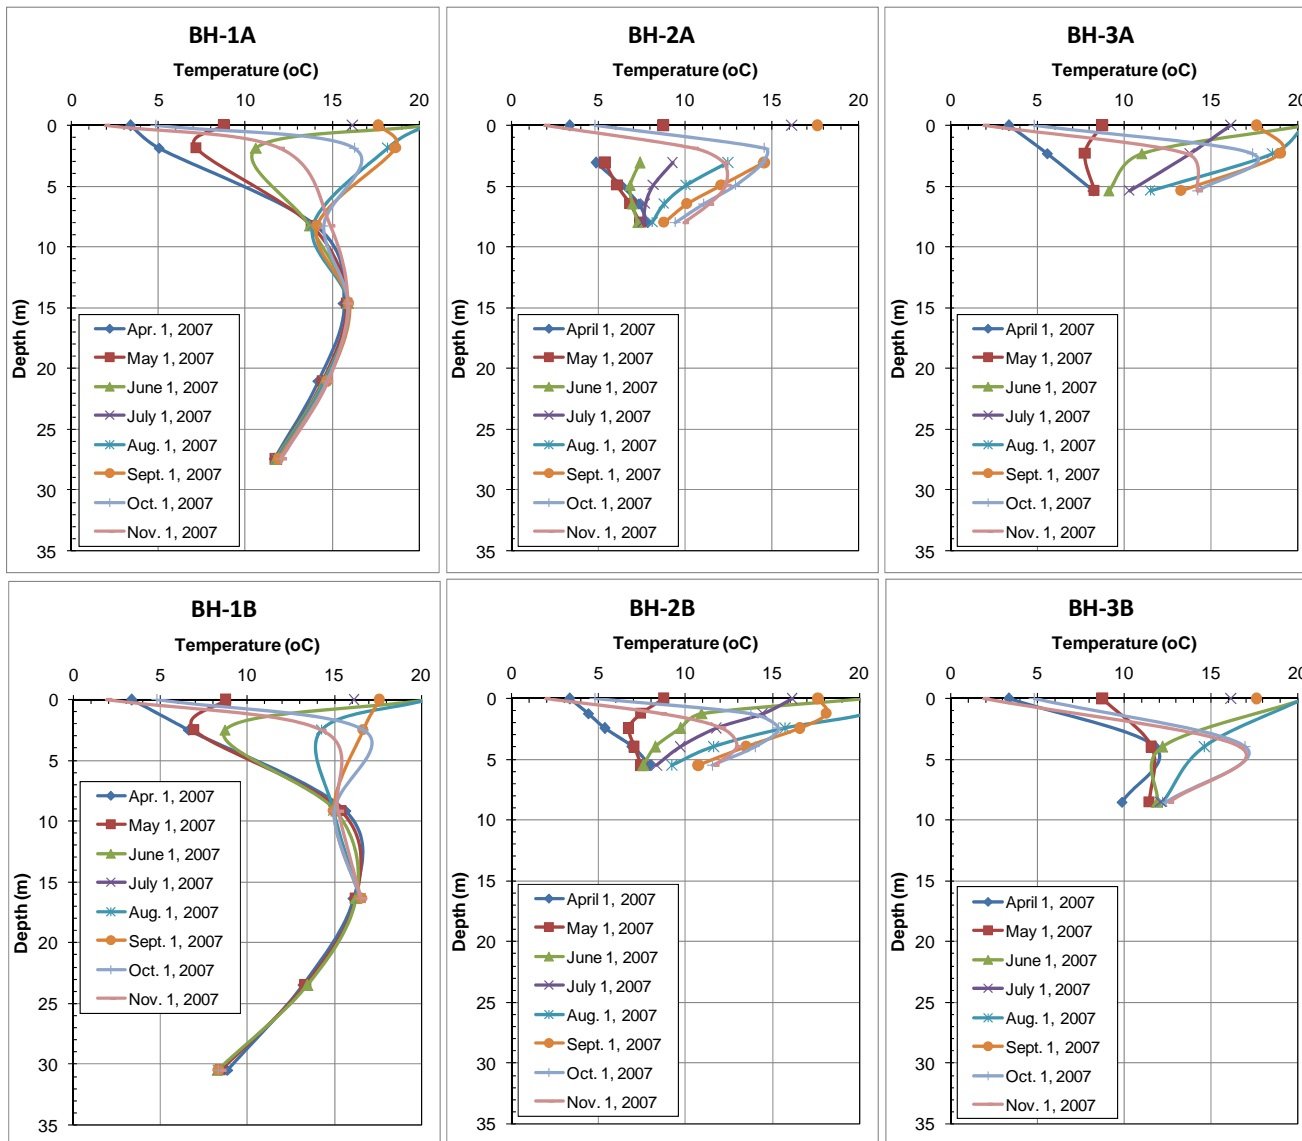 BH-1A
Temperature (oC)
0 5 10 15 20
0
5
10
15
20
25
30
35
Depth (m)
Apr. 1, 2007
May 1, 2007
June 1, 2007
July 1, 2007
Aug. 1, 2007
Sept. 1, 2007
Oct. 1, 2007
Nov. 1, 2007
BH-2A
Temperature (oC)
0 5 10 15 20
0
5
10
15
20
25
30
35
Depth (m)
April 1, 2007
May 1, 2007
June 1, 2007
July 1, 2007
Aug. 1, 2007
Sept. 1, 2007
Oct. 1, 2007
Nov. 1, 2007
BH-3A
Temperature (oC)
0 5 10 15 20
0
5
10
15
20
25
30
35
Depth (m)
April 1, 2007
May 1, 2007
June 1, 2007
July 1, 2007
Aug. 1, 2007
Sept. 1, 2007
Oct. 1, 2007
Nov. 1, 2007
BH-1B
Temperature (oC)
0 5 10 15 20
0
5
10
15
20
25
30
35
Depth (m)
Apr. 1, 2007
May 1, 2007
June 1, 2007
July 1, 2007
Aug. 1, 2007
Sept. 1, 2007
Oct. 1, 2007
Nov. 1, 2007
BH-2B
Temperature (oC)
0 5 10 15 20
0
5
10
15
20
25
30
35
Depth (m)
April 1, 2007
May 1, 2007
June 1, 2007
July 1, 2007
Aug. 1, 2007
Sept. 1, 2007
Oct. 1, 2007
Nov. 1, 2007
BH-3B
Temperature (oC)
0 5 10 15 20
0
5
10
15
20
25
30
35
Depth (m)
April 1, 2007
May 1, 2007
June 1, 2007
July 1, 2007
Aug. 1, 2007
Sept. 1, 2007
Oct. 1, 2007
Nov. 1, 2007